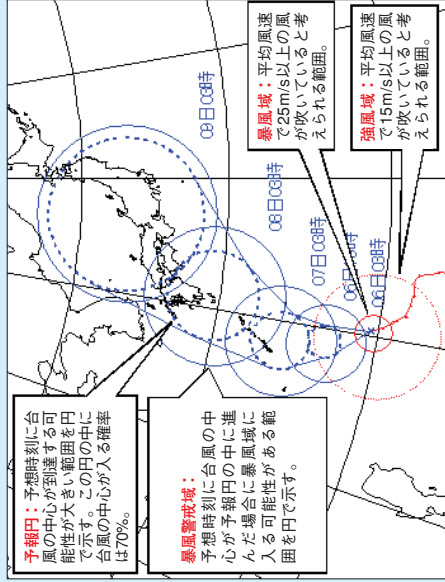 予報円：予想時刻に台
風の中心が到達する可
能性が大きい範囲を円
で示す。この円の中に
台風の中心が入る確率
は70%。
暴風警戒域：
予想時刻に台風の中
心が予報円の中に進
んだ場合に暴風域に
入る可能性がある範
囲を円で示す。
09日03時
08日03時
07日03時
06日03時
暴風域：平均風速
で25m/s以上の風
が吹いていると考
えられる範囲。
強風域：平均風速
で15m/s以上の風
が吹いていると考
えられる範囲。